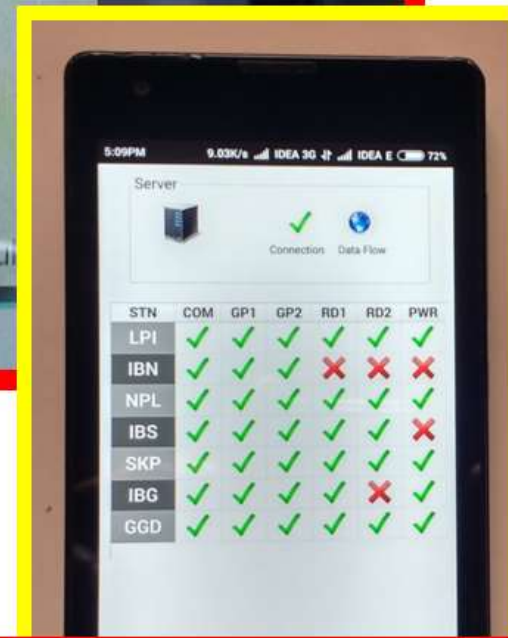 5:09PM 9.03K/s IDEA 3G IDEA E 72%
Server
Connection Data Flow
STN COM GP1 GP2 RD1 RD2 PWR
LPI
IBN
NPL
IBS
SKP
IBG
GGD